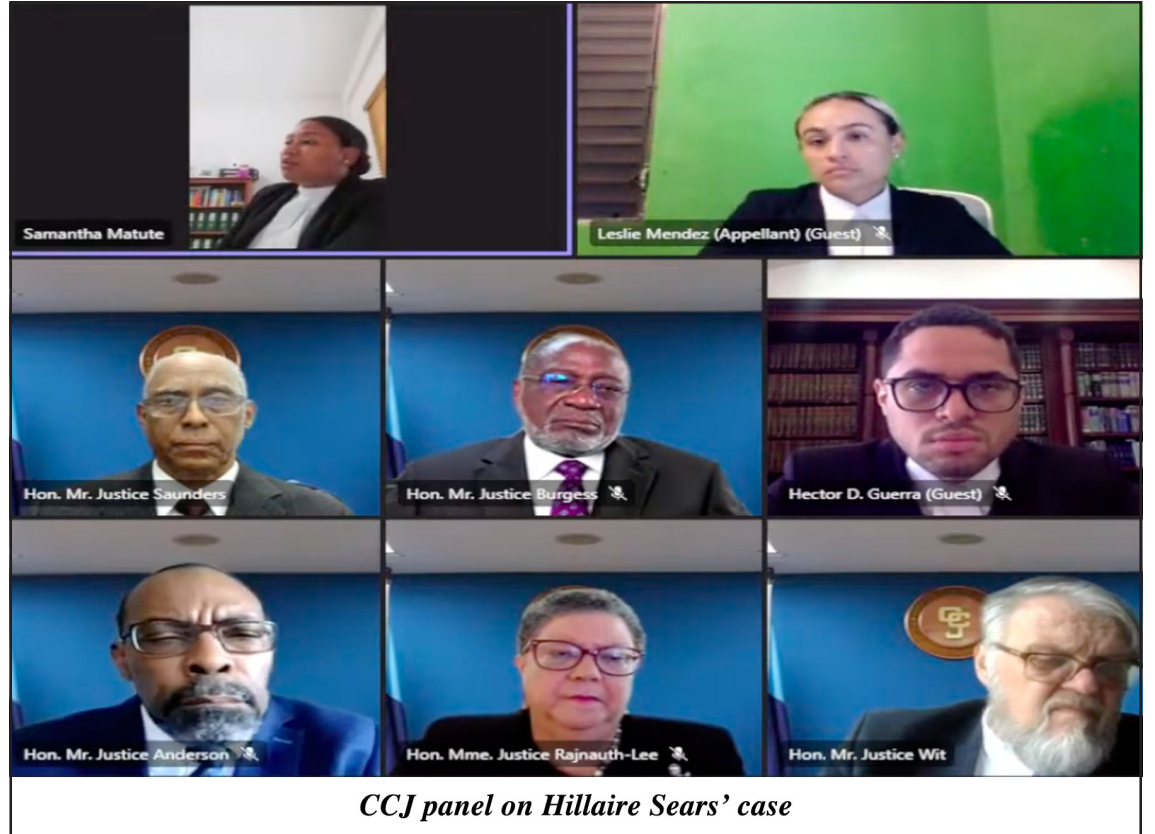 Samantha Matute
Leslie Mendez (Appellant) (Guest)
Hon. Mr. Justice Saunders
Hon. Mr. Justice Burgess
Hector D. Guerra (Guest)
Hon. Mr. Justice Anderson
Hon. Mme. Justice Rajnauth-Lee
Hon. Mr. Justice Wit
CCJ panel on Hillaire Sears’ case